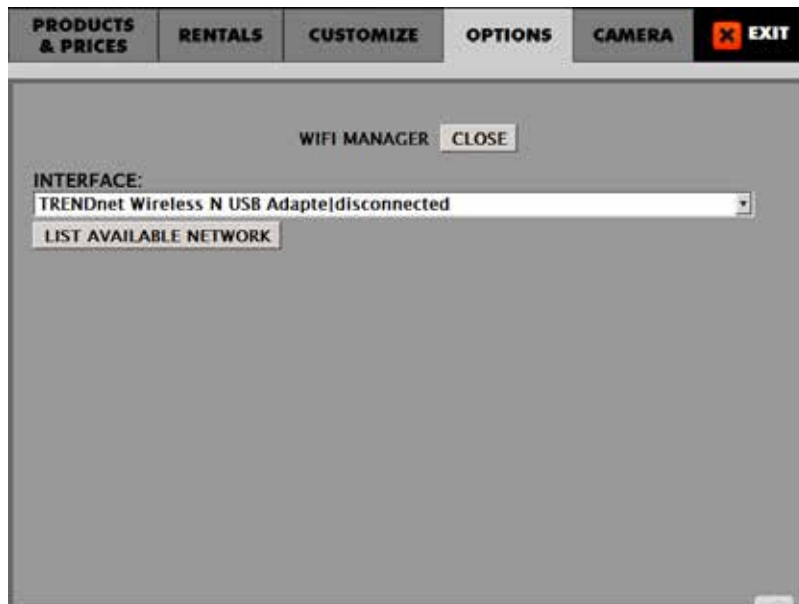 PRODUCTS & PRICES RENTALS CUSTOMIZE OPTIONS CAMERA X EXIT
WIFI MANAGER CLOSE
INTERFACE:
TRENDnet Wireless N USB Adapte|disconnected
LIST AVAILABLE NETWORK